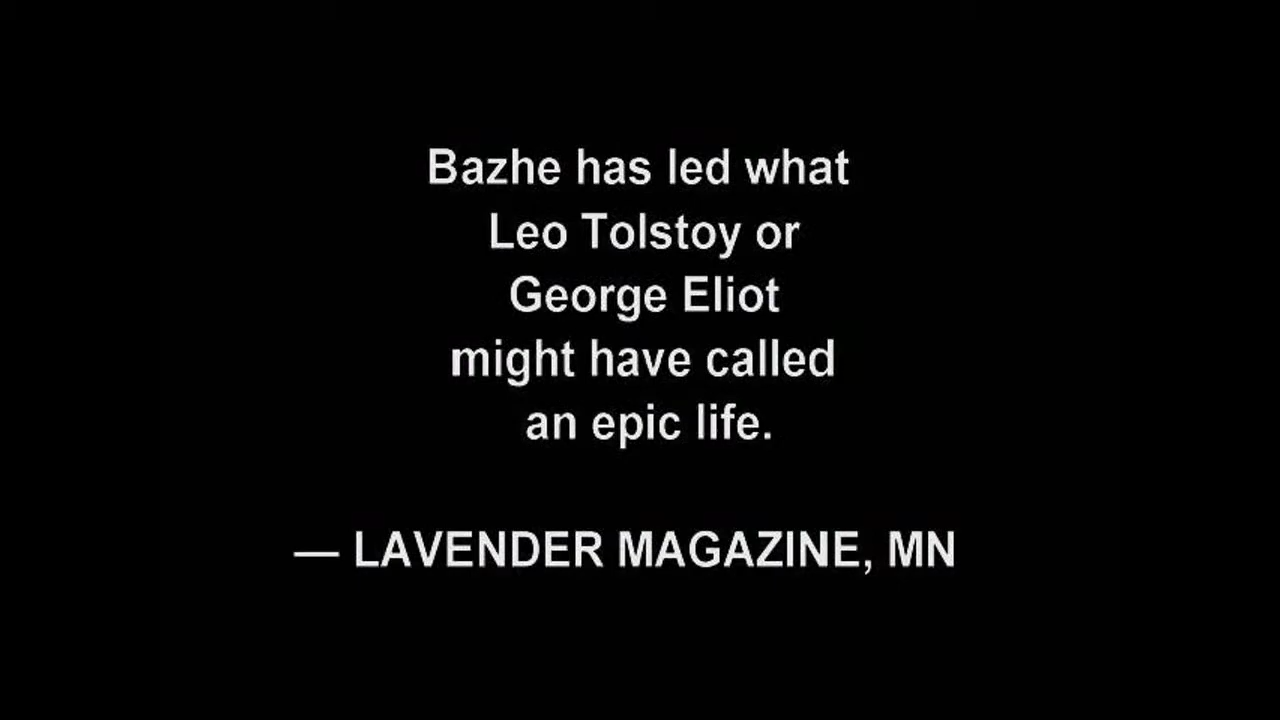 Bazhe has led what
Leo Tolstoy or
George Eliot
might have called
an epic life.
— LAVENDER MAGAZINE, MN